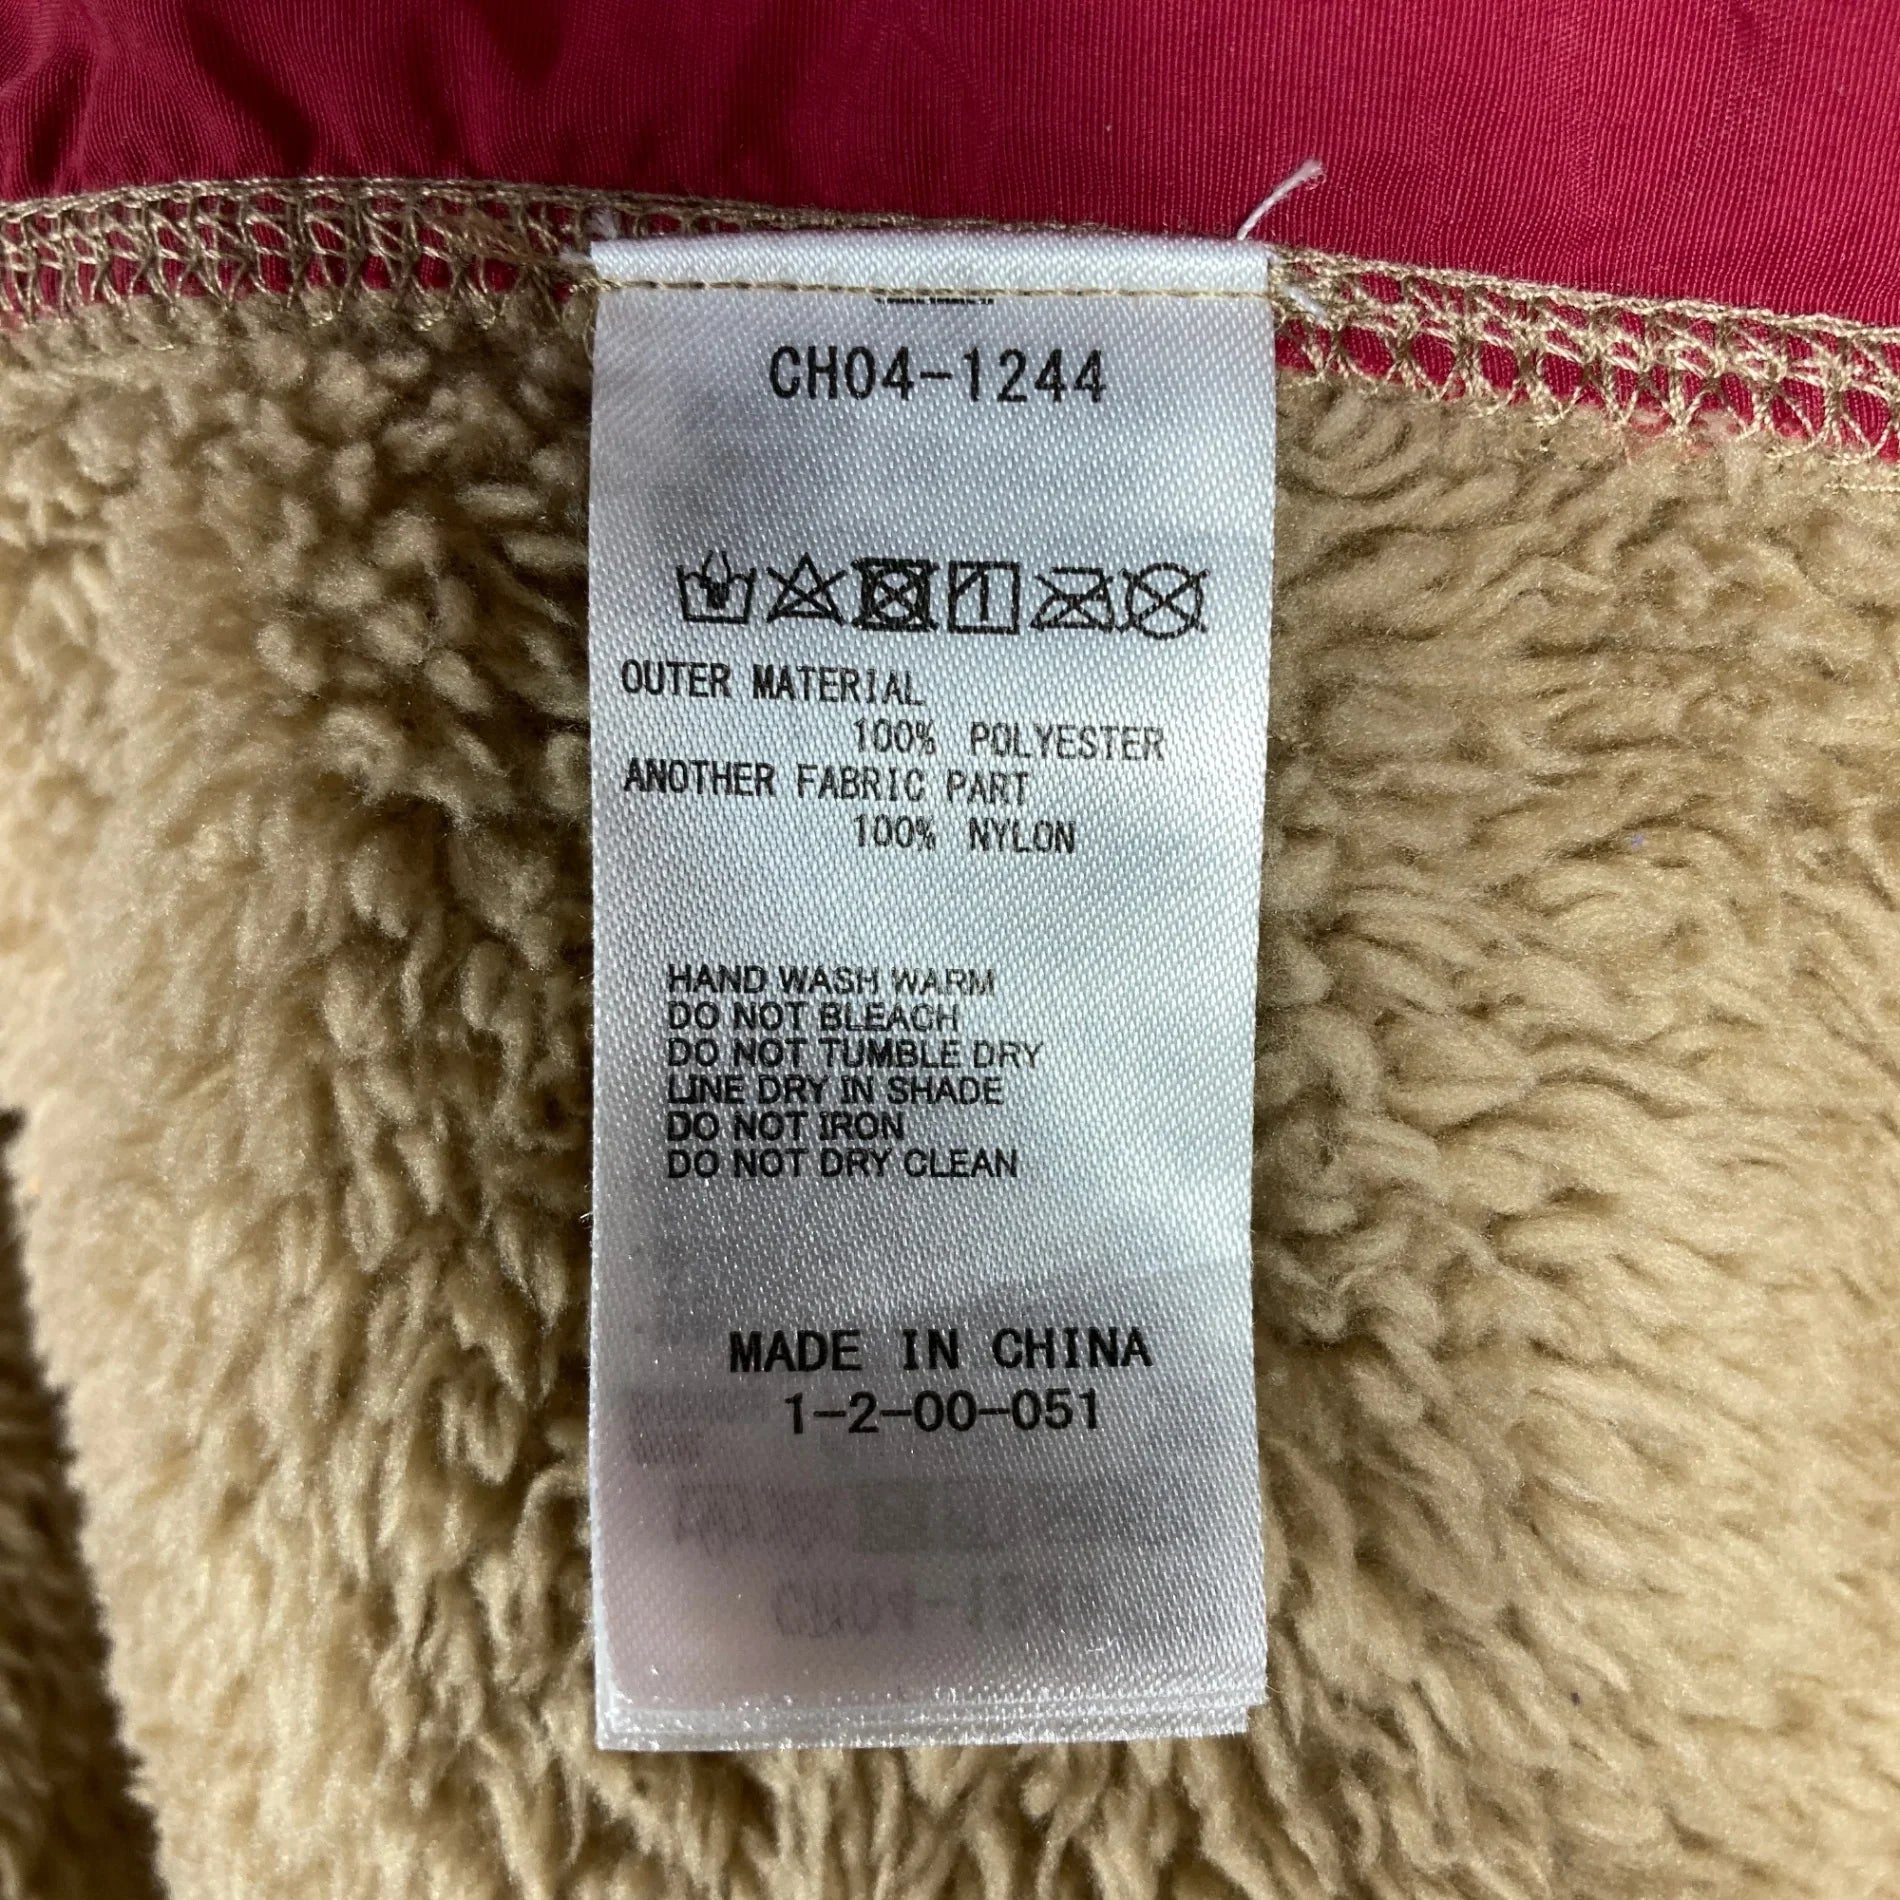 CH04-1244
OUTER MATERIAL
100% POLYESTER
ANOTHER FABRIC PART
100% NYLON
HAND WASH WARM
DO NOT BLEACH
DO NOT TUMBLE DRY
LINE DRY IN SHADE
DO NOT IRON
DO NOT DRY CLEAN
MADE IN CHINA
1-2-00-051